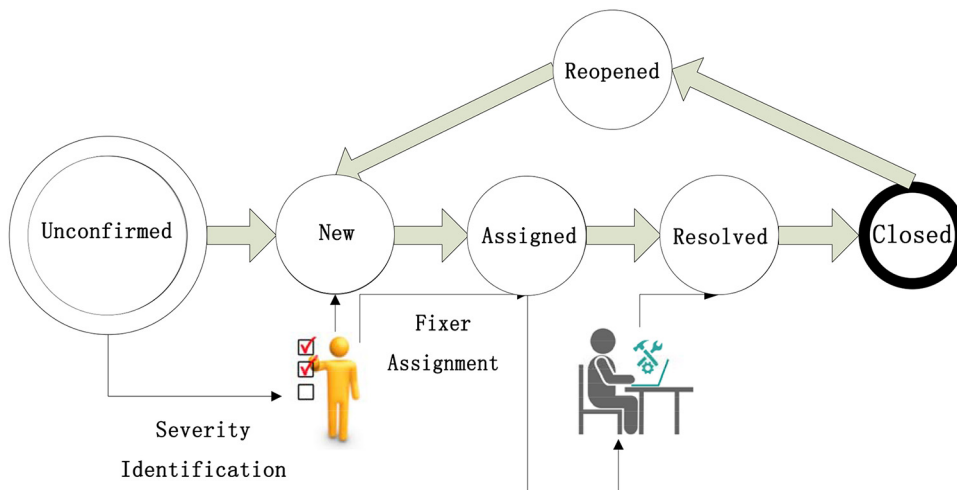 Reopened
Unconfirmed
New
Assigned
Resolved
Closed
Fixer
Assignment
Severity
Identification